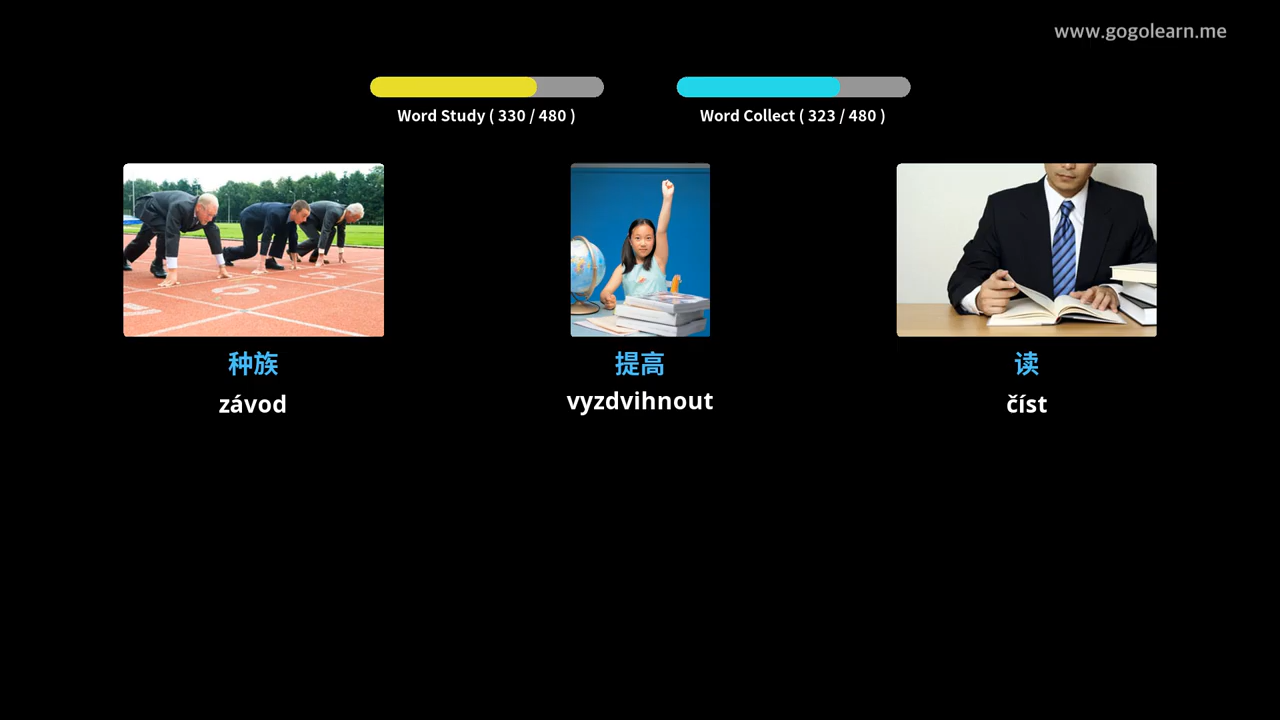 www.gogolearn.me
Word Study ( 330 / 480 )
Word Collect ( 323 / 480 )
种族
提高
读
závod
vyzdvihnout
číst